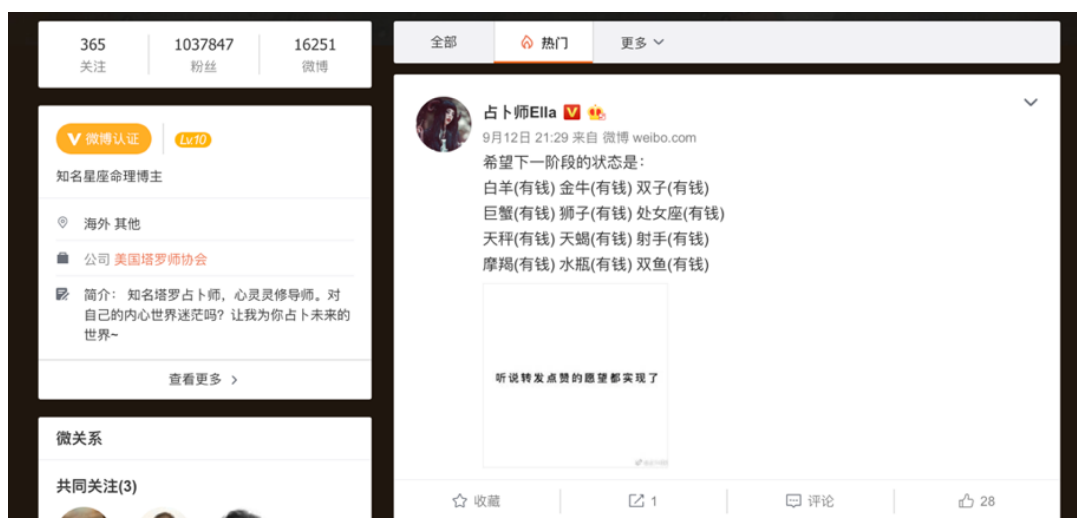 365 1037847 16251
关注 粉丝 微博
V 微博认证 Lv.10
知名星座命理博主
海外 其他
公司 美国塔罗师协会
简介： 知名塔罗占卜师，心灵灵修导师。对
自己的内心世界迷茫吗？让我为你占卜未来的
世界~
查看更多 >
微关系
共同关注(3)
全部 热门 更多
占卜师Ella V
9月12日 21:29 来自 微博 weibo.com
希望下一阶段的状态是：
白羊(有钱) 金牛(有钱) 双子(有钱)
巨蟹(有钱) 狮子(有钱) 处女座(有钱)
天秤(有钱) 天蝎(有钱) 射手(有钱)
摩羯(有钱) 水瓶(有钱) 双鱼(有钱)
听说转发点赞的愿望都实现了
收藏 1 评论 28